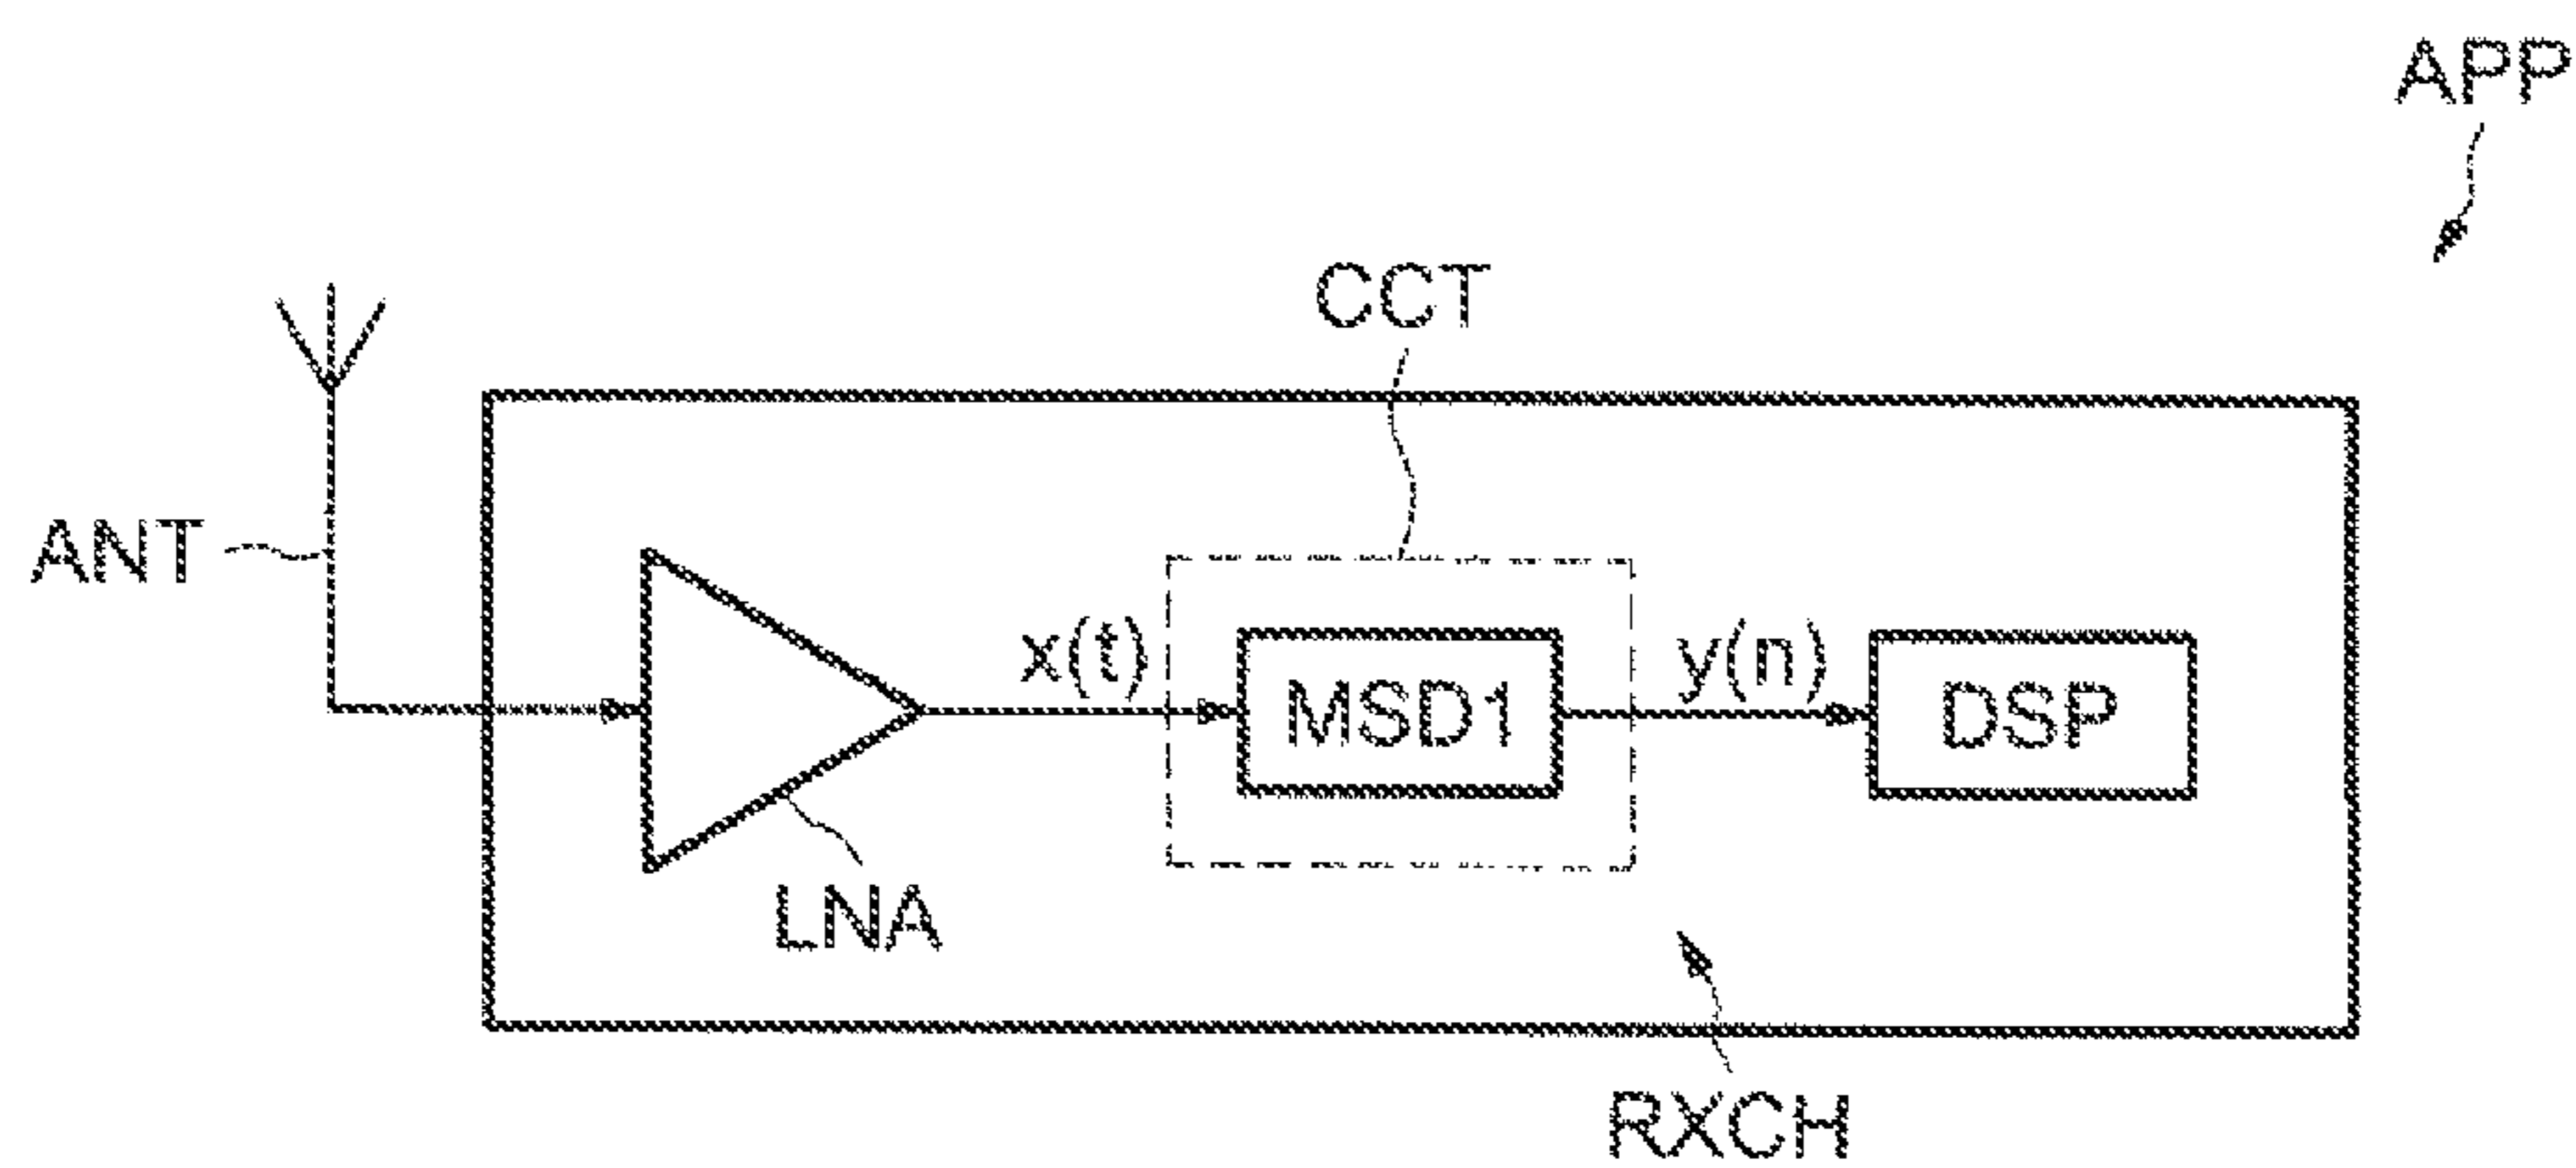 APP
CCT
ANT
x(t)
MSD1
y(n)
DSP
LNA
RXCH